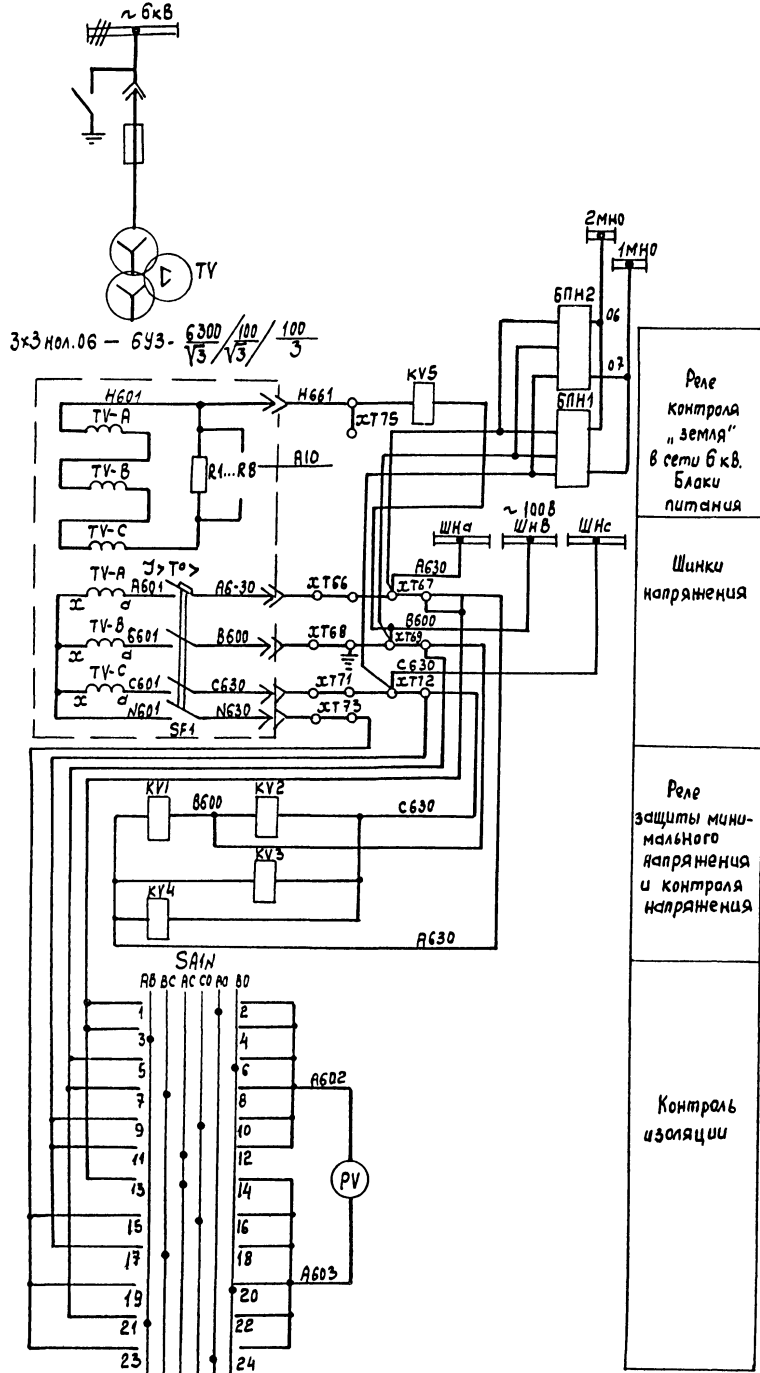 ~ 6кВ
TV
3x3 нол.06 — 6У3- 6300/√3 / 100/√3 / 100/3
2МНО
1МНО
БПН2
06
07
БПН1
Реле
контроля
„земля"
в сети 6 кв.
Блоки
питания
Н601
TV-A
TV-B
TV-C
R1...R8
А10
Н661
ХТ75
KV5
~ 100В
ШНа
ШНВ
ШНс
Шинки
напряжения
TV-A
А601
J> T°>
А6-30
ХТ66
ХТ67
А630
х
а
TV-B
Б601
В600
ХТ68
ХТ69
В600
х
а
TV-C
С601
С630
ХТ71
ХТ72
С630
х
а
N601
N630
ХТ73
SF1
KV1
В600
KV2
С630
KV3
KV4
А630
Реле
защиты мини-
мального
напряжения
и контроля
напряжения
SA1N
АВ ВС АС СО АО ВО
1 2
3 4
5 6
7 8
9 10
11 12
13 14
15 16
17 18
19 20
21 22
23 24
А602
PV
А603
Контроль
изоляции